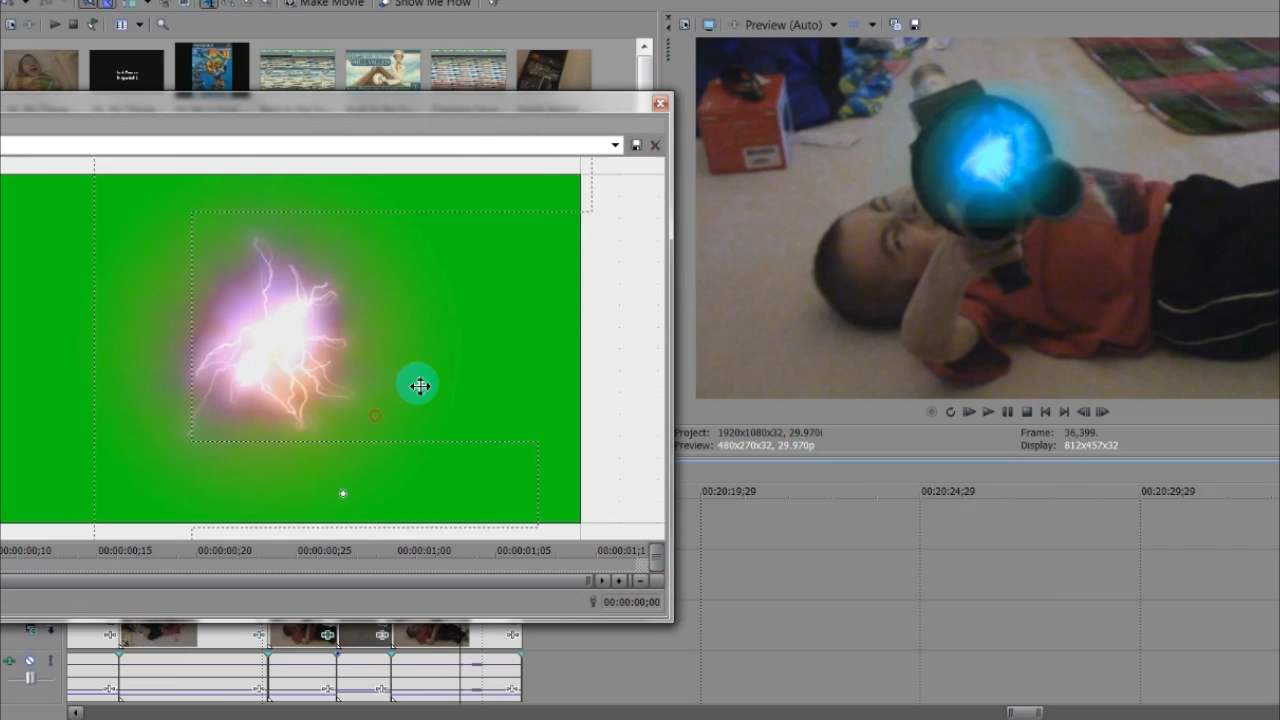 Make Movie
Show Me How
Preview (Auto)
Project: 1920x1080x32, 29.970i
Preview: 480x270x32, 29.970p
Frame: 36,399.
Display: 812x457x32
00:20:19;29
00:20:24;29
00:20:29;29
00:00:00;10
00:00:00;15
00:00:00;20
00:00:00;25
00:00:01;00
00:00:01;05
00:00:01;1
00:00:00;00